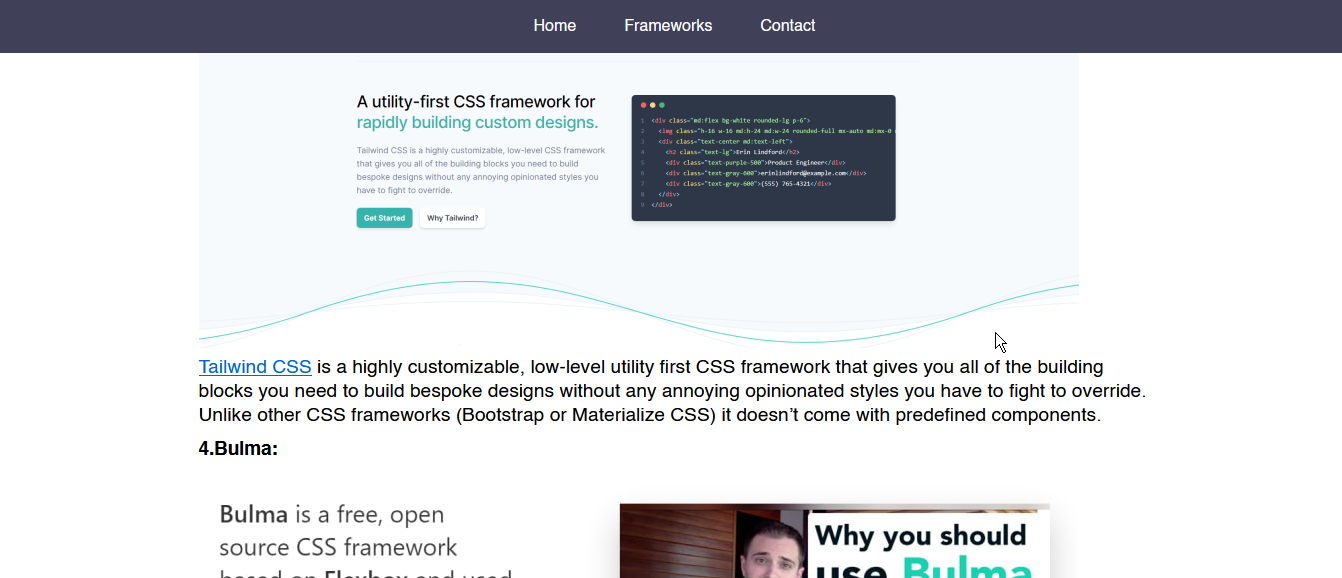 Home Frameworks Contact
A utility-first CSS framework for
rapidly building custom designs.
Tailwind CSS is a highly customizable, low-level CSS framework
that gives you all of the building blocks you need to build
bespoke designs without any annoying opinionated styles you
have to fight to override.
Get Started Why Tailwind?
1 <div class="md:flex bg-white rounded-lg p-6">
2 <img class="h-16 w-16 md:h-24 md:w-24 rounded-full mx-auto md:mx-0
3 <div class="text-center md:text-left">
4 <h2 class="text-lg">Erin Lindford</h2>
5 <div class="text-purple-500">Product Engineer</div>
6 <div class="text-gray-600">erinlindford@example.com</div>
7 <div class="text-gray-600">(555) 765-4321</div>
8 </div>
9 </div>
Tailwind CSS is a highly customizable, low-level utility first CSS framework that gives you all of the building
blocks you need to build bespoke designs without any annoying opinionated styles you have to fight to override.
Unlike other CSS frameworks (Bootstrap or Materialize CSS) it doesn’t come with predefined components.
4.Bulma:
Bulma is a free, open
source CSS framework
based on Flexbox and used
Why you should
use Bulma